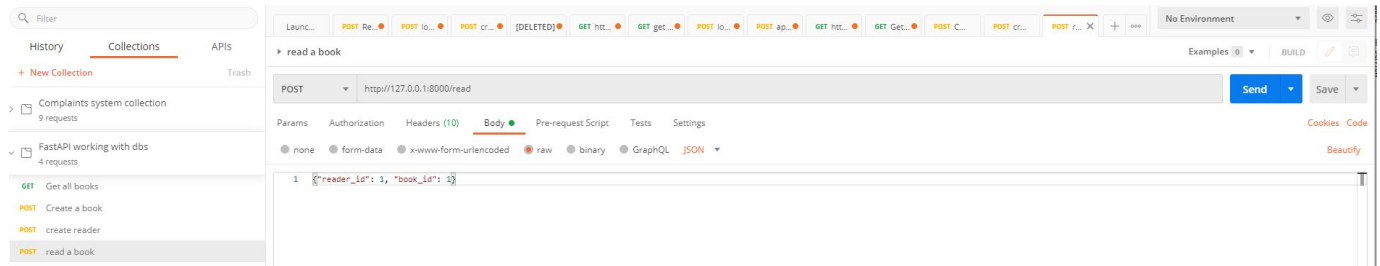 Filter
History Collections APIs
+ New Collection Trash
Complaints system collection
9 requests
FastAPI working with dbs
4 requests
GET Get all books
POST Create a book
POST create reader
POST read a book
Launc... POST Re... POST lo... POST cr... [DELETED] GET htt... GET get ... POST lo... POST ap... GET htt... GET Get... POST C... POST cr... POST r... X + ooo
No Environment
read a book
Examples 0 BUILD
POST http://127.0.0.1:8000/read Send Save
Params Authorization Headers (10) Body Pre-request Script Tests Settings Cookies Code
none form-data x-www-form-urlencoded raw binary GraphQL JSON Beautify
1 {"reader_id": 1, "book_id": 1}